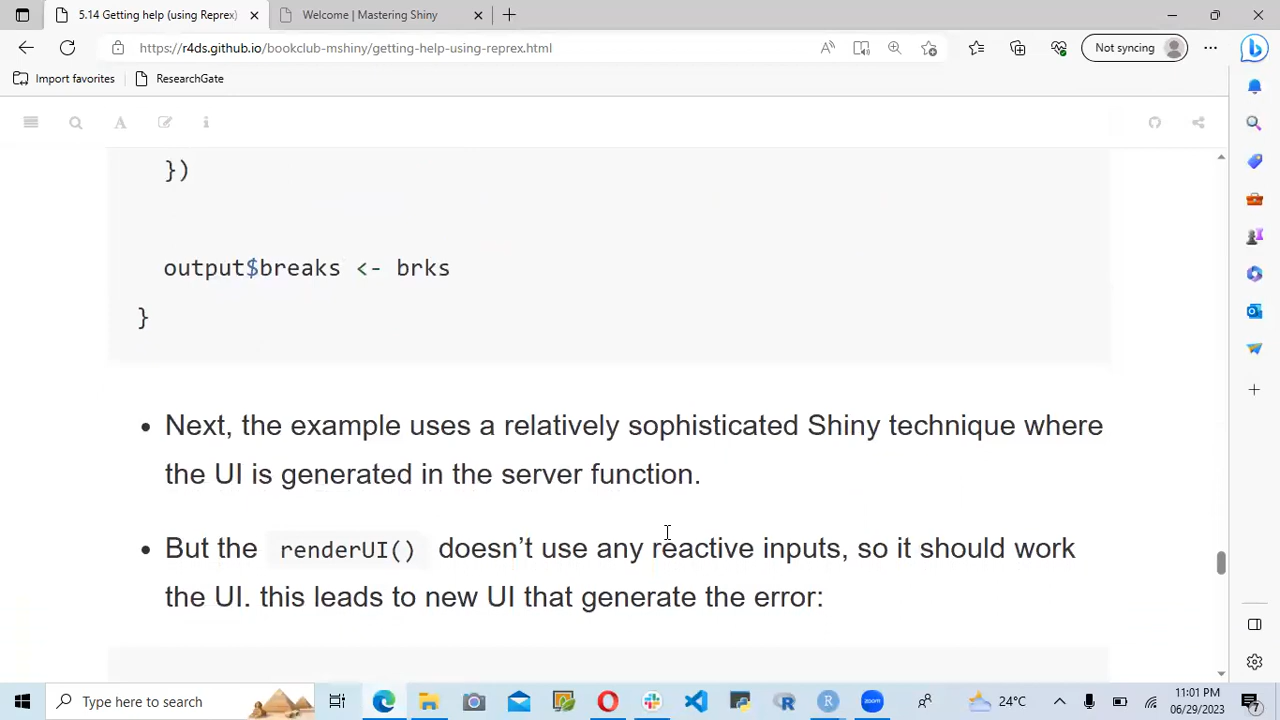 5.14 Getting help (using Reprex)
Welcome | Mastering Shiny
https://r4ds.github.io/bookclub-mshiny/getting-help-using-reprex.html
Not syncing
Import favorites
ResearchGate
})
output$breaks <- brks
}
Next, the example uses a relatively sophisticated Shiny technique where
the UI is generated in the server function.
But the renderUI() doesn’t use any reactive inputs, so it should work
the UI. this leads to new UI that generate the error:
Type here to search
zoom
24°C
11:01 PM
06/29/2023
7